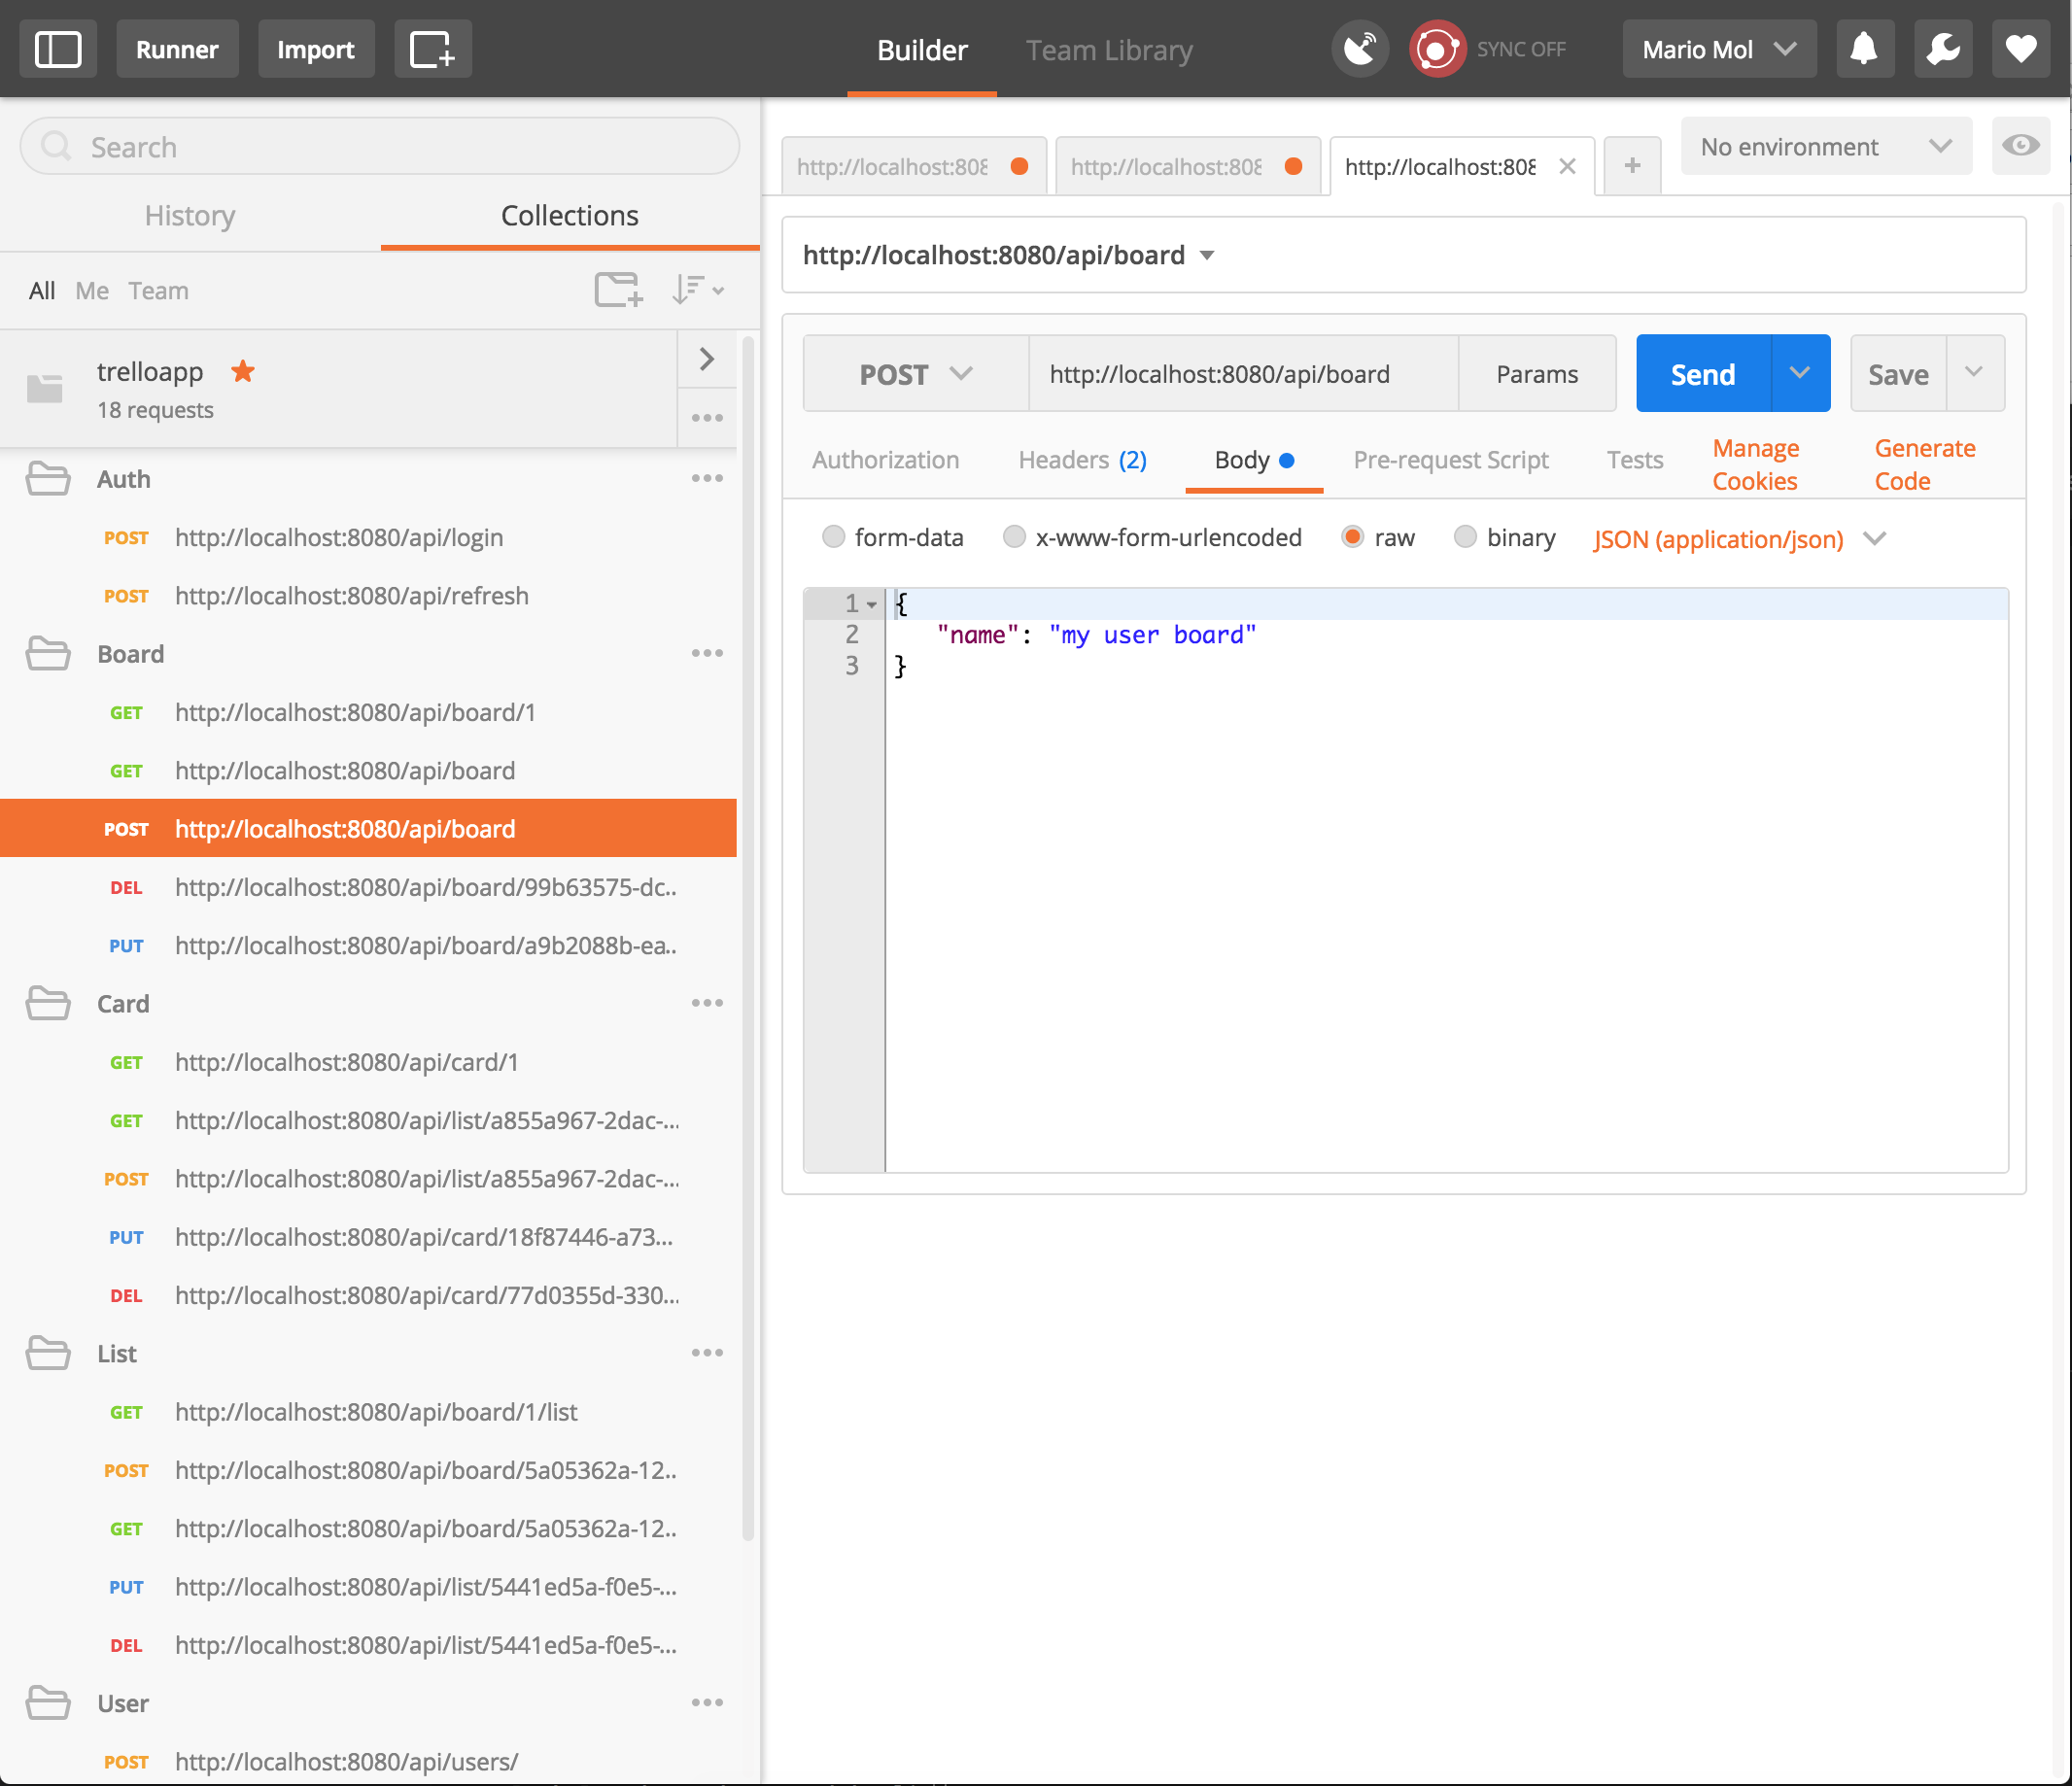 Runner Import Builder Team Library SYNC OFF Mario Mol
Search
History Collections
All Me Team
trelloapp
18 requests
Auth
POST http://localhost:8080/api/login
POST http://localhost:8080/api/refresh
Board
GET http://localhost:8080/api/board/1
GET http://localhost:8080/api/board
POST http://localhost:8080/api/board
DEL http://localhost:8080/api/board/99b63575-dc..
PUT http://localhost:8080/api/board/a9b2088b-ea..
Card
GET http://localhost:8080/api/card/1
GET http://localhost:8080/api/list/a855a967-2dac-...
POST http://localhost:8080/api/list/a855a967-2dac-...
PUT http://localhost:8080/api/card/18f87446-a73...
DEL http://localhost:8080/api/card/77d0355d-330...
List
GET http://localhost:8080/api/board/1/list
POST http://localhost:8080/api/board/5a05362a-12..
GET http://localhost:8080/api/board/5a05362a-12..
PUT http://localhost:8080/api/list/5441ed5a-f0e5-...
DEL http://localhost:8080/api/list/5441ed5a-f0e5-...
User
POST http://localhost:8080/api/users/
http://localhost:808 http://localhost:808 http://localhost:808 + No environment
http://localhost:8080/api/board
POST http://localhost:8080/api/board Params Send Save
Authorization Headers (2) Body Pre-request Script Tests Manage Cookies Generate Code
form-data x-www-form-urlencoded raw binary JSON (application/json)
1 {
2 "name": "my user board"
3 }